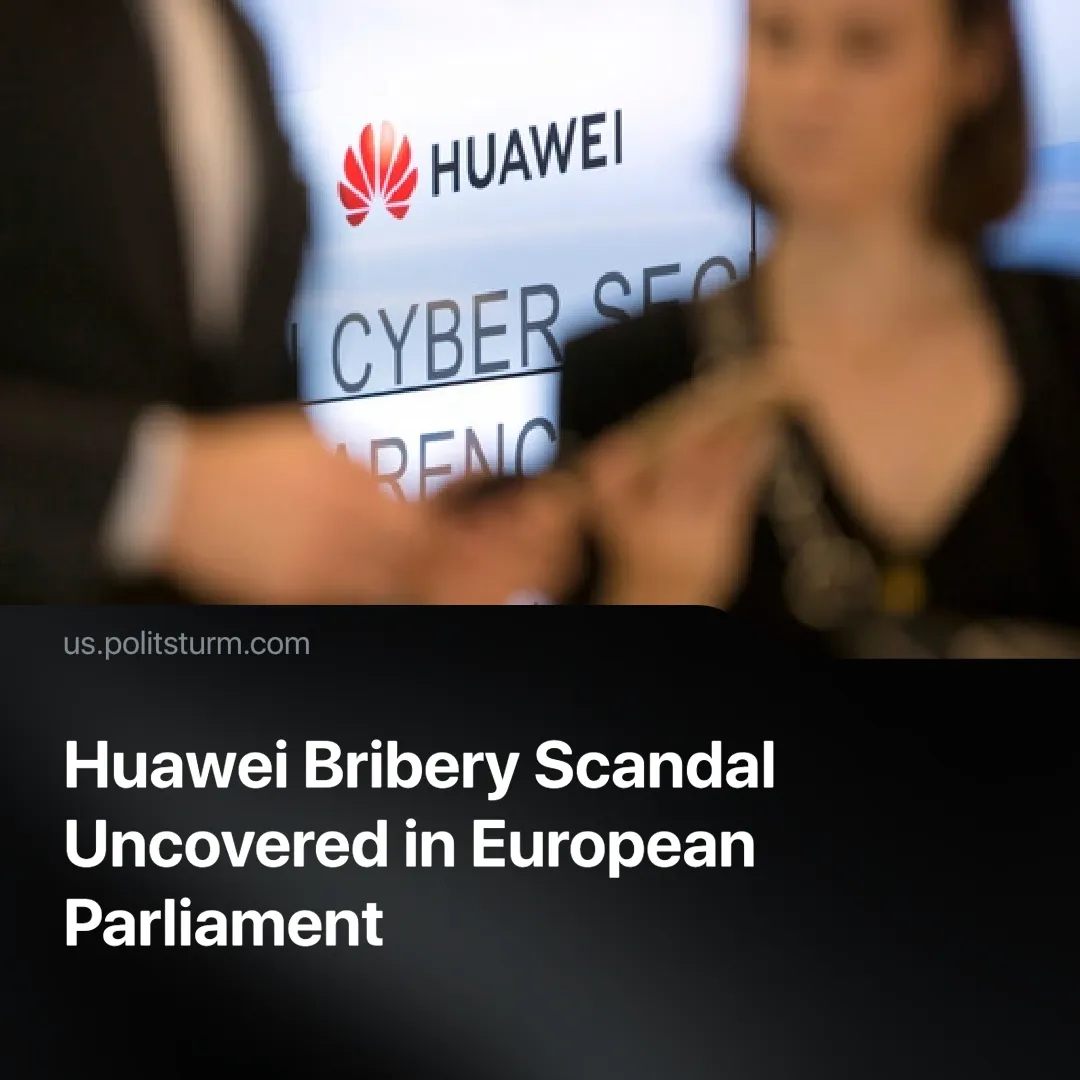 HUAWEI
CYBER
us.politsturm.com
Huawei Bribery Scandal
Uncovered in European
Parliament